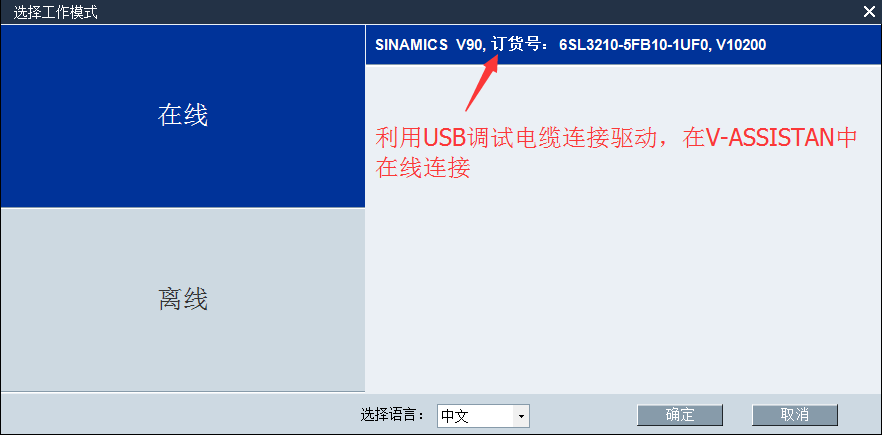 选择工作模式
SINAMICS V90, 订货号： 6SL3210-5FB10-1UF0, V10200
在线
利用USB调试电缆连接驱动，在V-ASSISTAN中
在线连接
离线
选择语言： 中文 确定 取消